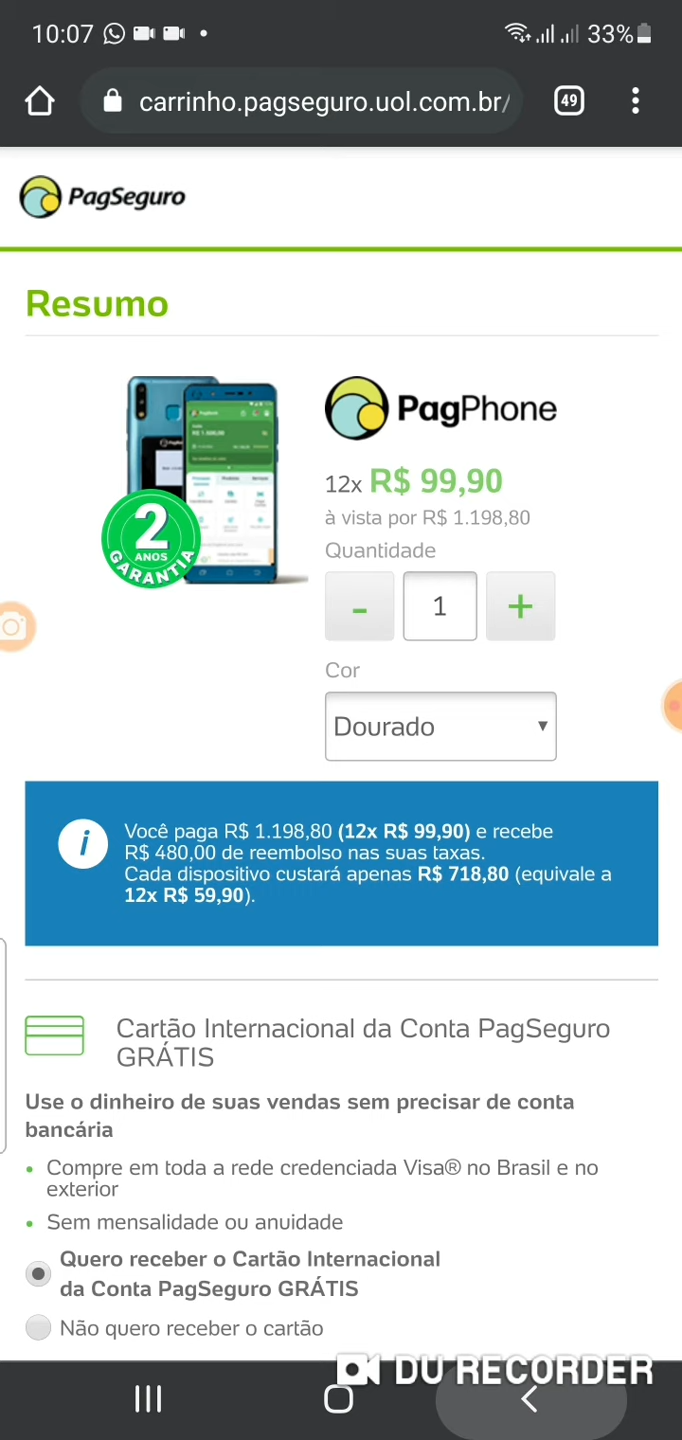 10:07
33%
carrinho.pagseguro.uol.com.br/
49
PagSeguro
Resumo
PagPhone
12x R$ 99,90
à vista por R$ 1.198,80
Quantidade
2
ANOS
GARANTIA
- 1 +
Cor
Dourado
Você paga R$ 1.198,80 (12x R$ 99,90) e recebe
R$ 480,00 de reembolso nas suas taxas.
Cada dispositivo custará apenas R$ 718,80 (equivale a
12x R$ 59,90).
Cartão Internacional da Conta PagSeguro
GRÁTIS
Use o dinheiro de suas vendas sem precisar de conta
bancária
• Compre em toda a rede credenciada Visa® no Brasil e no
exterior
• Sem mensalidade ou anuidade
Quero receber o Cartão Internacional
da Conta PagSeguro GRÁTIS
Não quero receber o cartão
DU RECORDER